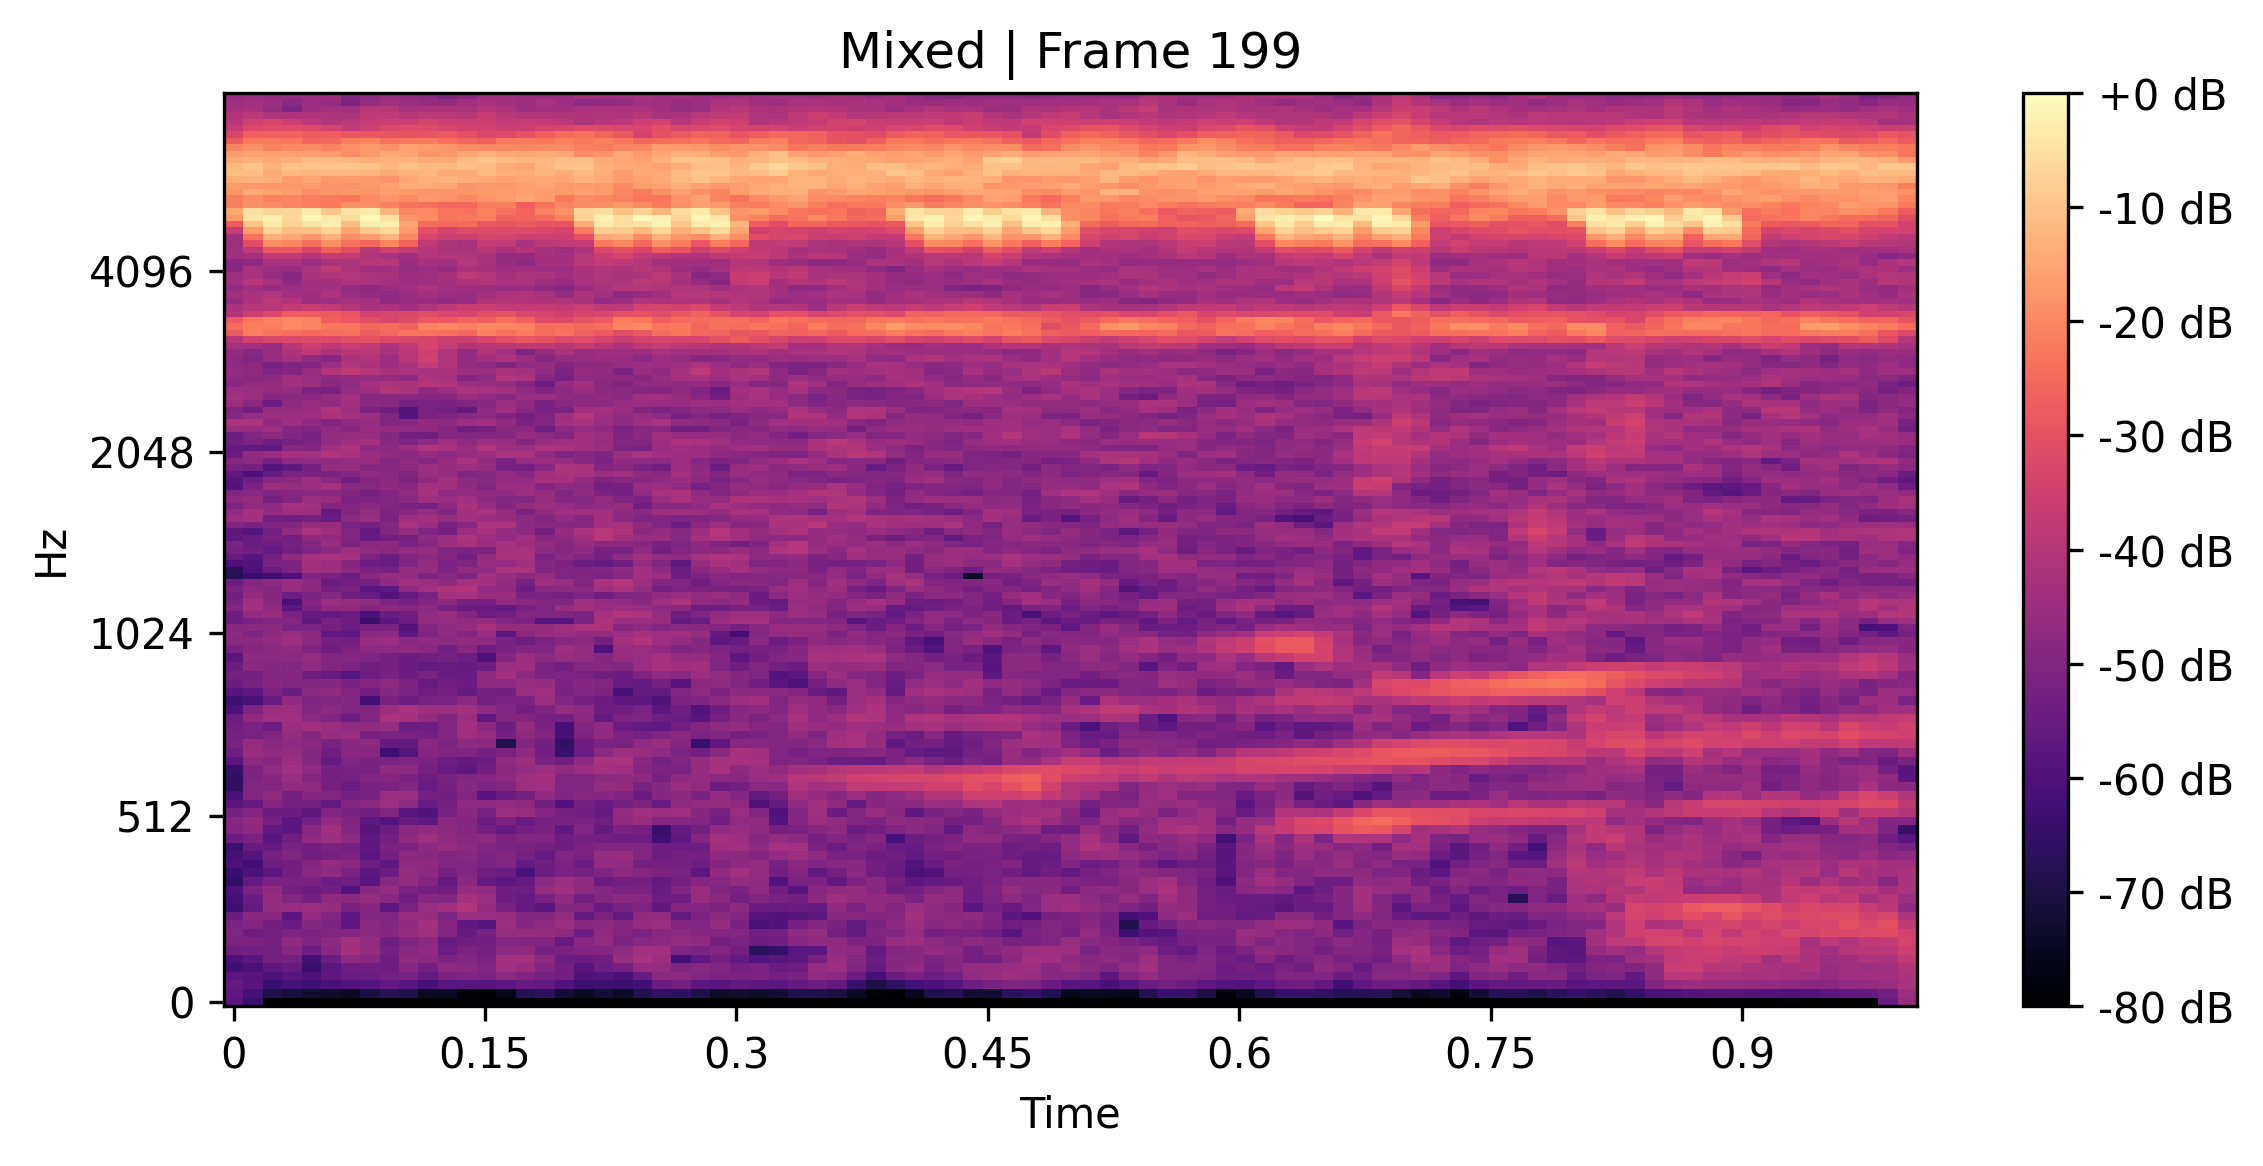 Mixed | Frame 199
Hz
4096
2048
1024
512
0
0 0.15 0.3 0.45 0.6 0.75 0.9
Time
+0 dB
-10 dB
-20 dB
-30 dB
-40 dB
-50 dB
-60 dB
-70 dB
-80 dB